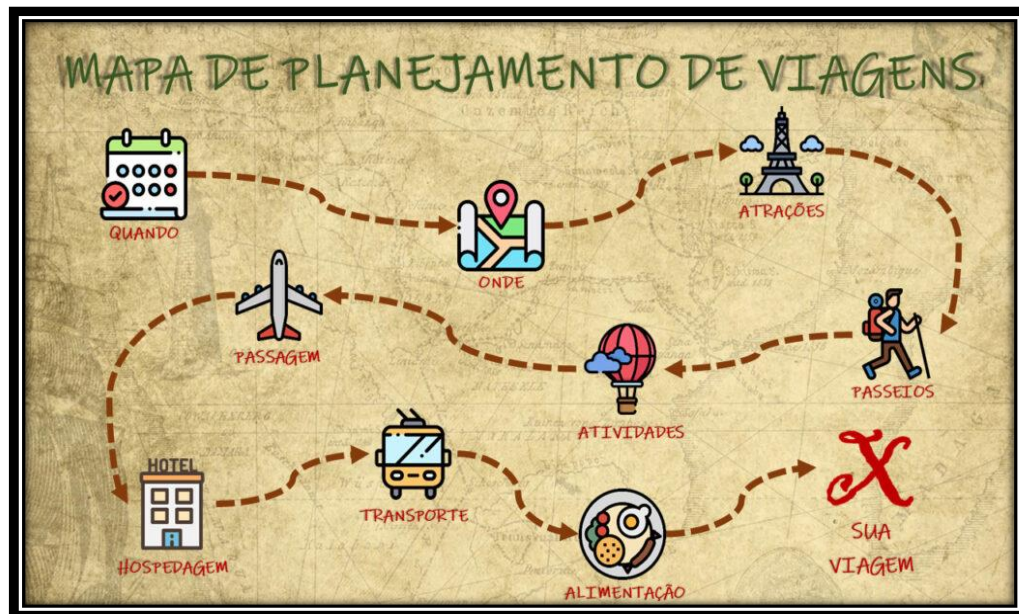 MAPA DE PLANEJAMENTO DE VIAGENS
QUANDO
ONDE
ATRAÇÕES
PASSEIOS
ATIVIDADES
PASSAGEM
HOTEL
HOSPEDAGEM
TRANSPORTE
ALIMENTAÇÃO
X
SUA
VIAGEM